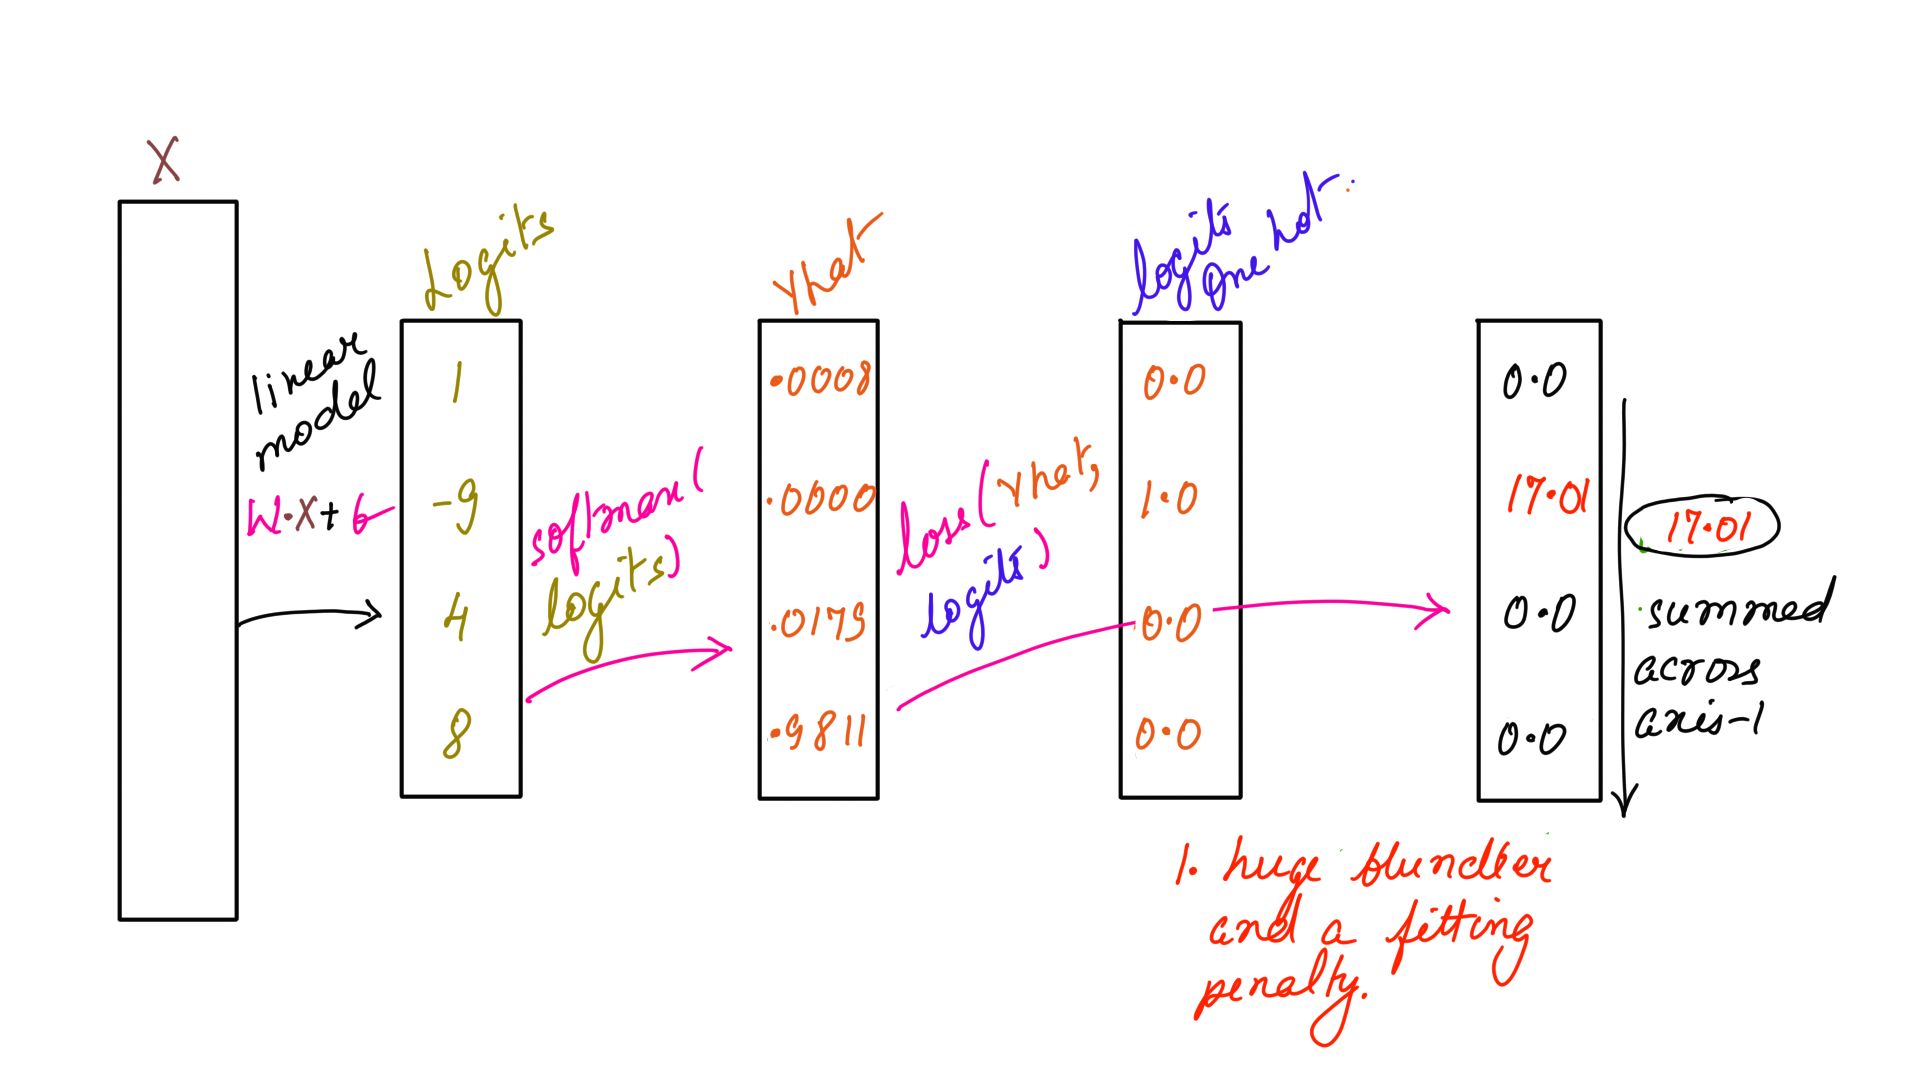 X
linear
model
W.X+b
Logits
1
-9
4
8
softmax(
logits)
yhat
.0008
.0000
.0179
.9811
loss(yhat,
logits)
logits
one hot.
0.0
1.0
0.0
0.0
0.0
17.01
0.0
0.0
17.01
summed
across
axis-1
1. huge blunder
and a fitting
penalty.